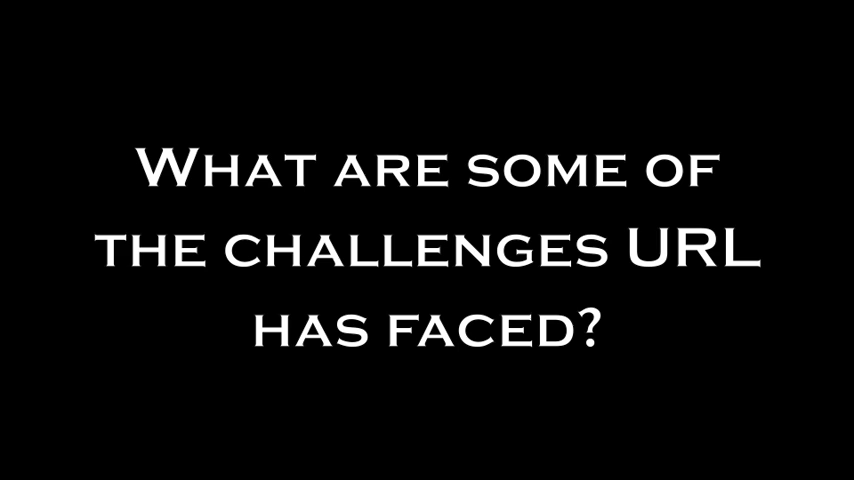 What are some of
the challenges URL
has faced?